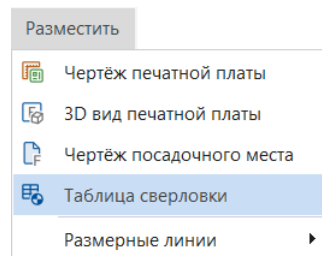 Разместить
Чертёж печатной платы
3D вид печатной платы
Чертёж посадочного места
Таблица сверловки
Размерные линии